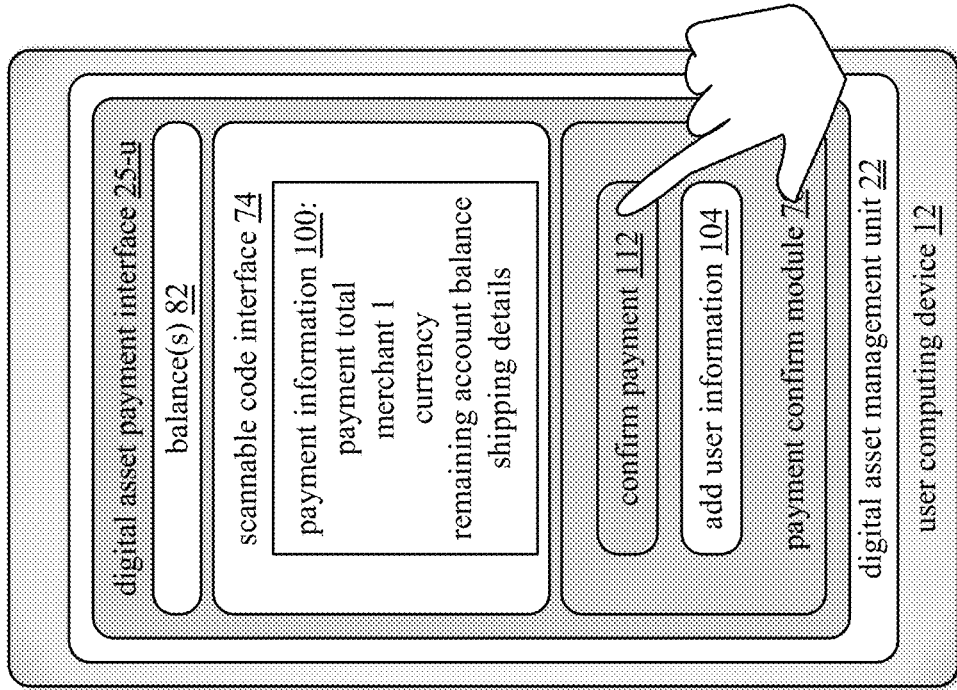 digital asset payment interface 25-u
balance(s) 82
scannable code interface 74
payment information 100:
payment total
merchant 1
currency
remaining account balance
shipping details
confirm payment 112
add user information 104
payment confirm module
digital asset management unit 22
user computing device 12